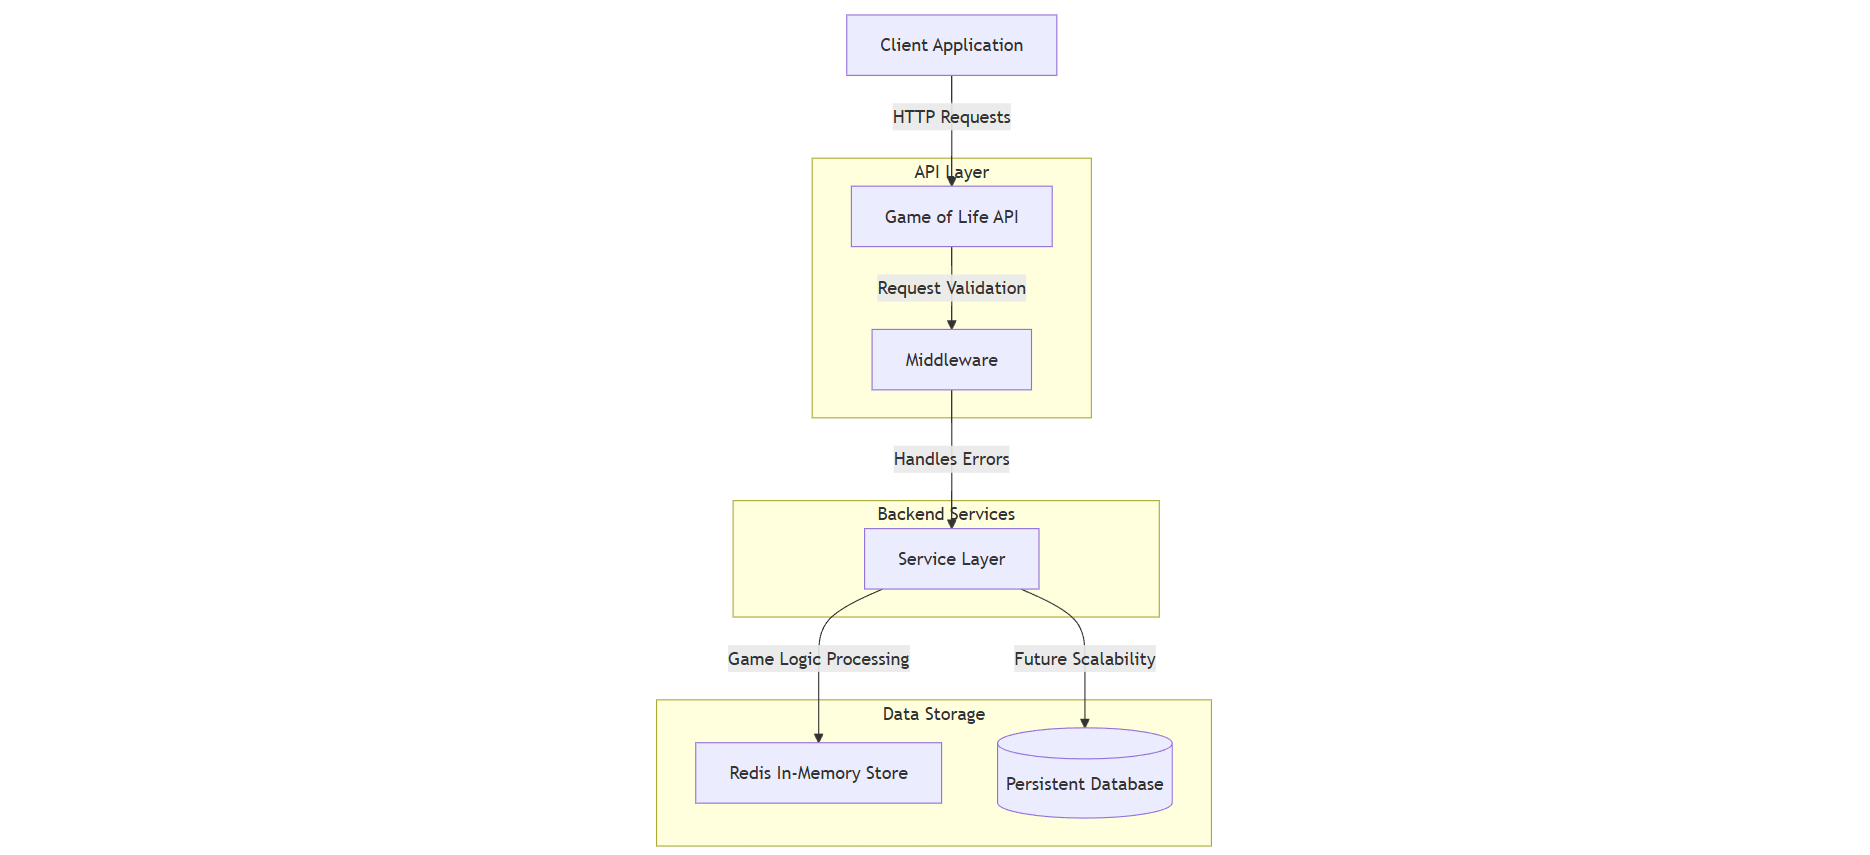 Client Application
HTTP Requests
API Layer
Game of Life API
Request Validation
Middleware
Handles Errors
Backend Services
Service Layer
Game Logic Processing
Future Scalability
Data Storage
Redis In-Memory Store
Persistent Database